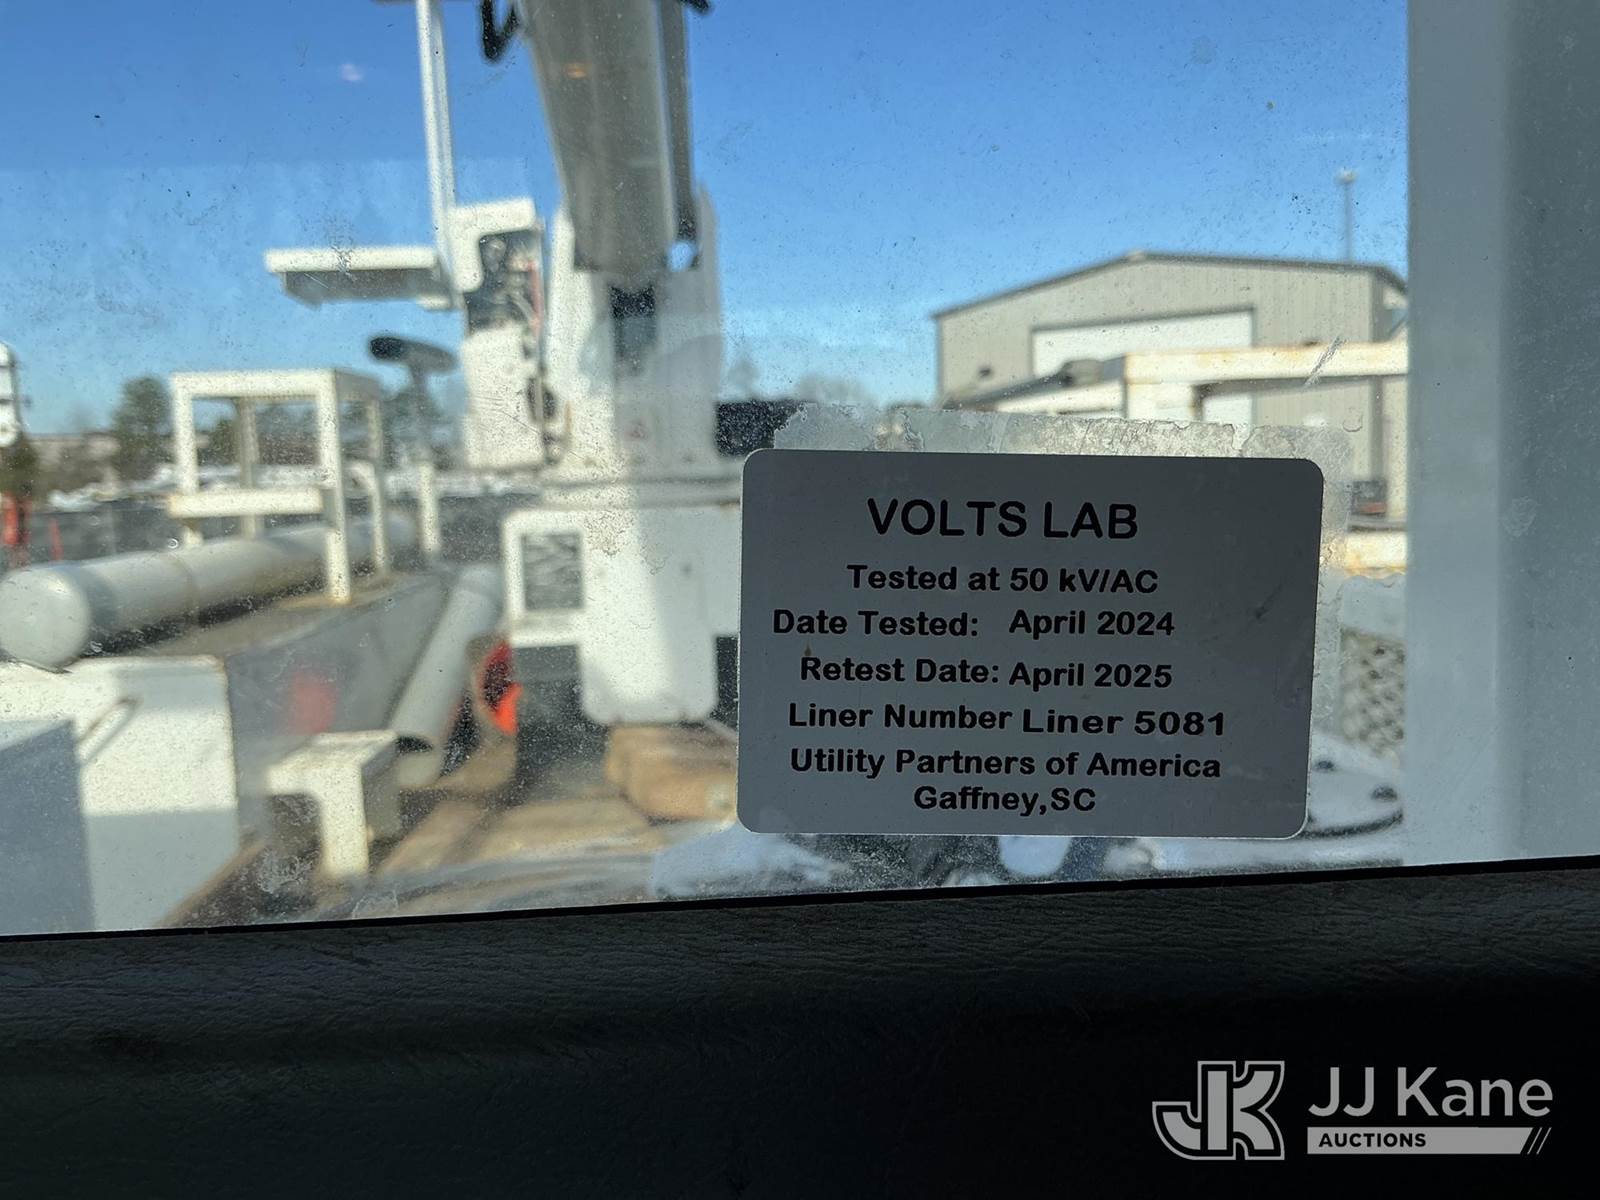 VOLTS LAB
Tested at 50 kV/AC
Date Tested: April 2024
Retest Date: April 2025
Liner Number Liner 5081
Utility Partners of America
Gaffney,SC
JJ Kane
AUCTIONS